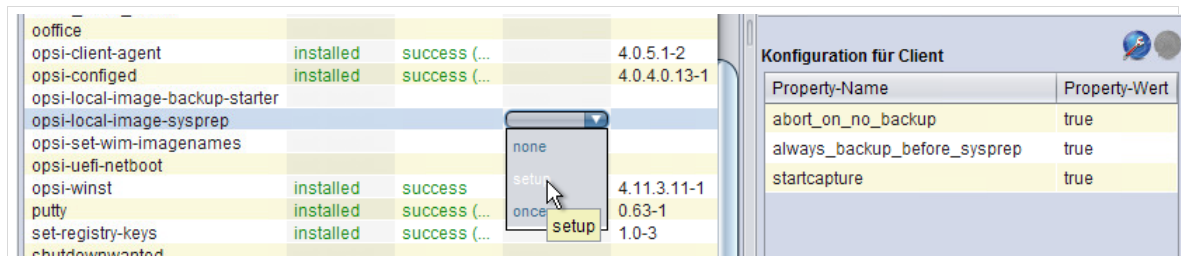 ooffice
opsi-client-agent installed success (... 4.0.5.1-2
opsi-configed installed success (... 4.0.4.0.13-1
opsi-local-image-backup-starter
opsi-local-image-sysprep
opsi-set-wim-imagenames none
opsi-uefi-netboot
opsi-winst installed success setup 4.11.3.11-1
putty installed success (... once 0.63-1
set-registry-keys installed success (... setup 1.0-3
shutdownwanted
Konfiguration für Client
Property-Name Property-Wert
abort_on_no_backup true
always_backup_before_sysprep true
startcapture true